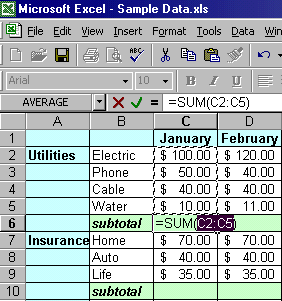 Microsoft Excel - Sample Data.xls
File Edit View Insert Format Tools Data Win
Arial 10 B
AVERAGE = =SUM(C2:C5)
A B C D
1 January February
2 Utilities Electric $ 100.00 $ 120.00
3 Phone $ 50.00 $ 40.00
4 Cable $ 40.00 $ 40.00
5 Water $ 10.00 $ 11.00
6 subtotal =SUM(C2:C5)
7 Insurance Home $ 70.00 $ 70.00
8 Auto $ 40.00 $ 40.00
9 Life $ 35.00 $ 35.00
10 subtotal